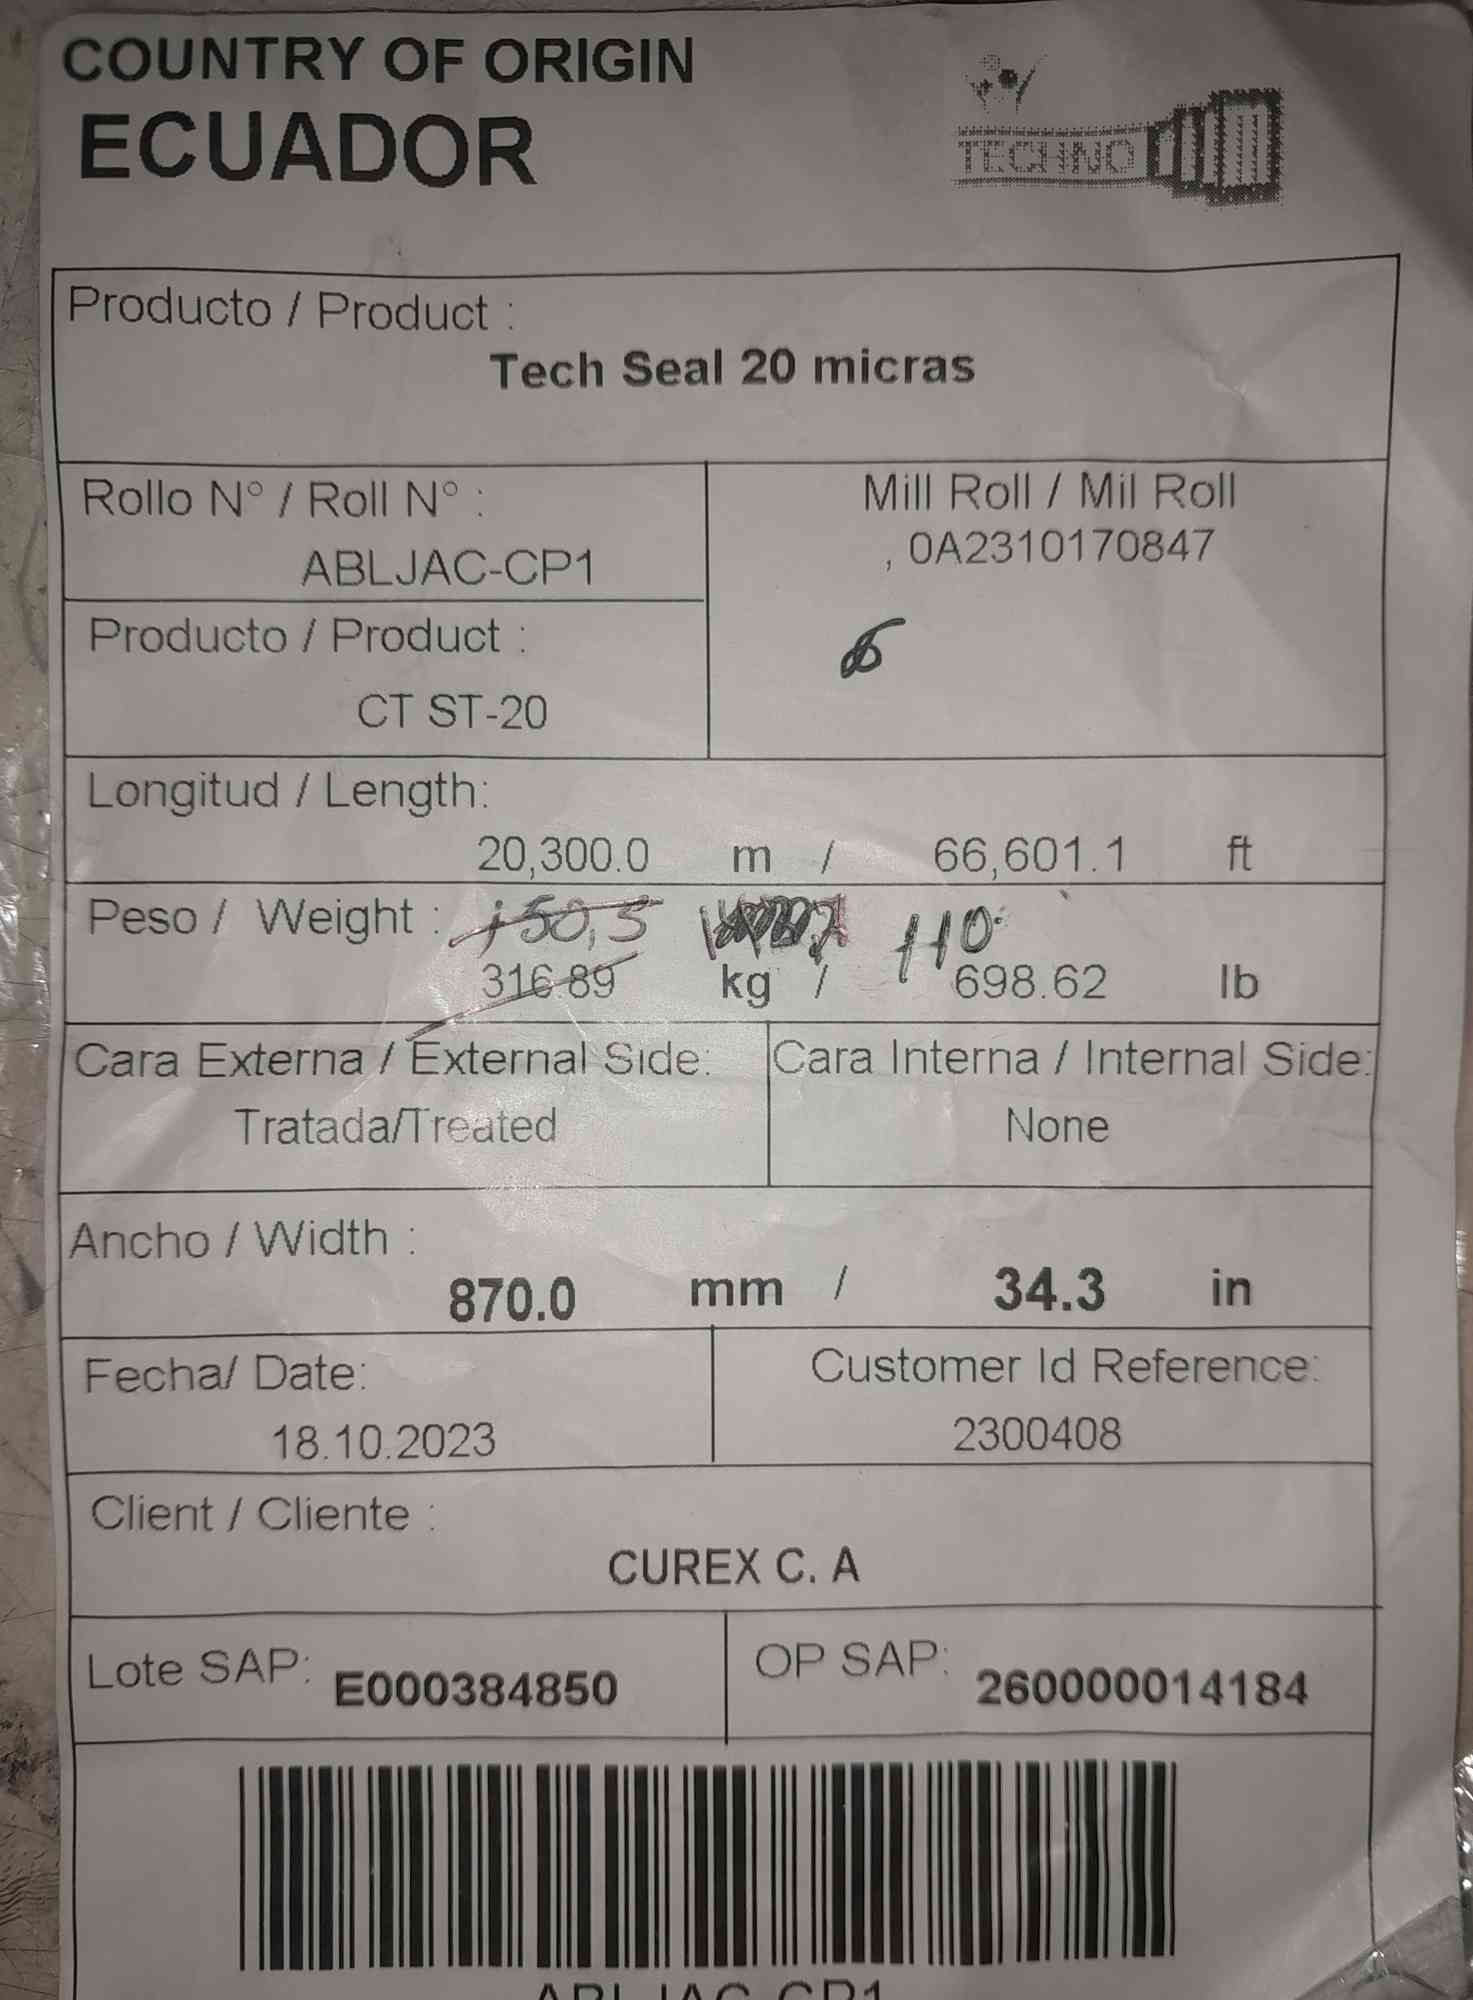 COUNTRY OF ORIGIN
ECUADOR
TECHNO
Producto / Product :
Tech Seal 20 micras
Rollo N° / Roll N° :
ABLJAC-CP1
Mill Roll / Mil Roll
, 0A2310170847
Producto / Product :
CT ST-20
Longitud / Length:
20,300.0 m / 66,601.1 ft
Peso / Weight : 150,5 110
316.89 kg / 698.62 lb
Cara Externa / External Side:
Tratada/Treated
Cara Interna / Internal Side:
None
Ancho / Width :
870.0 mm / 34.3 in
Fecha/ Date:
18.10.2023
Customer Id Reference:
2300408
Client / Cliente :
CUREX C. A
Lote SAP: E000384850
OP SAP: 260000014184
ABLJAC-CP1